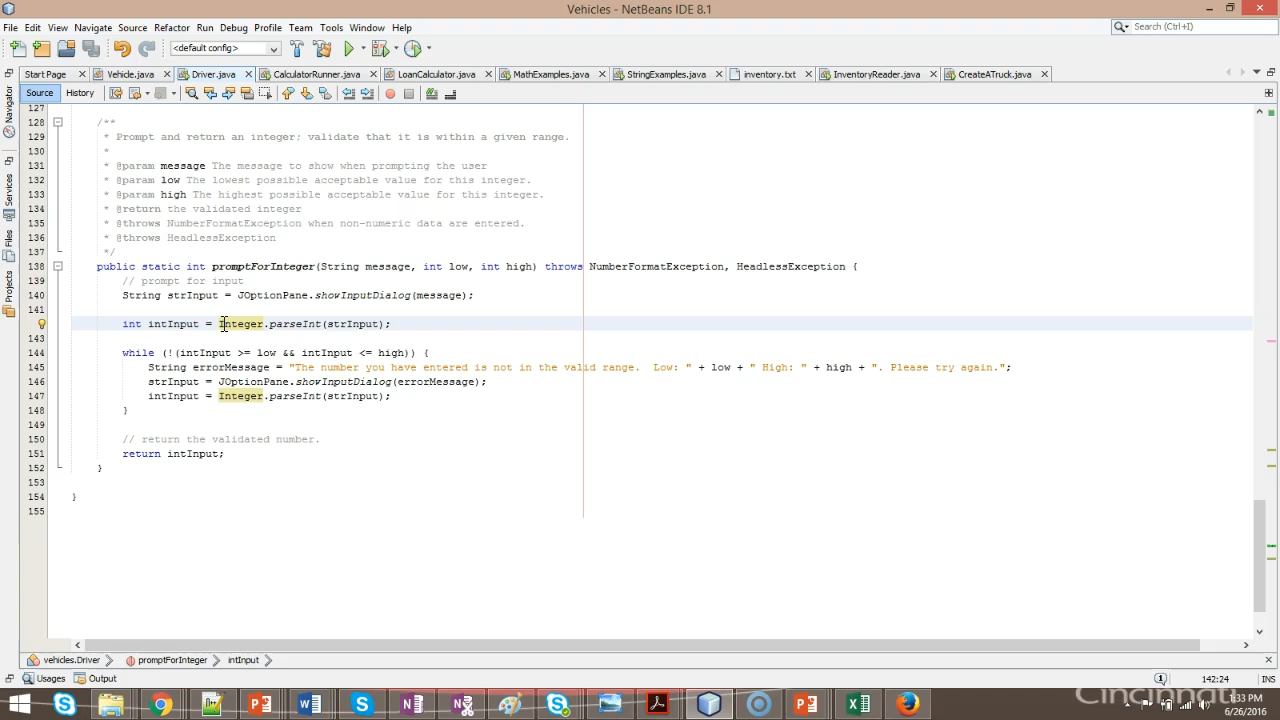 Vehicles - NetBeans IDE 8.1
File Edit View Navigate Source Refactor Run Debug Profile Team Tools Window Help
Search (Ctrl+I)
<default config>
Start Page Vehicle.java Driver.java CalculatorRunner.java LoanCalculator.java MathExamples.java StringExamples.java inventory.txt InventoryReader.java CreateATruck.java
Source History
Navigator
Services
Files
Projects
127
128 /**
129 * Prompt and return an integer; validate that it is within a given range.
130 *
131 * @param message The message to show when prompting the user
132 * @param low The lowest possible acceptable value for this integer.
133 * @param high The highest possible acceptable value for this integer.
134 * @return the validated integer
135 * @throws NumberFormatException when non-numeric data are entered.
136 * @throws HeadlessException
137 */
138 public static int promptForInteger(String message, int low, int high) throws NumberFormatException, HeadlessException {
139 // prompt for input
140 String strInput = JOptionPane.showInputDialog(message);
141
int intInput = Integer.parseInt(strInput);
143
144 while (!(intInput >= low && intInput <= high)) {
145 String errorMessage = "The number you have entered is not in the valid range.  Low: " + low + " High: " + high + ". Please try again.";
146 strInput = JOptionPane.showInputDialog(errorMessage);
147 intInput = Integer.parseInt(strInput);
148 }
149
150 // return the validated number.
151 return intInput;
152 }
153
154 }
155
vehicles.Driver promptForInteger intInput
Usages Output
142:24 INS
Cincinnati
1:33 PM
6/26/2016